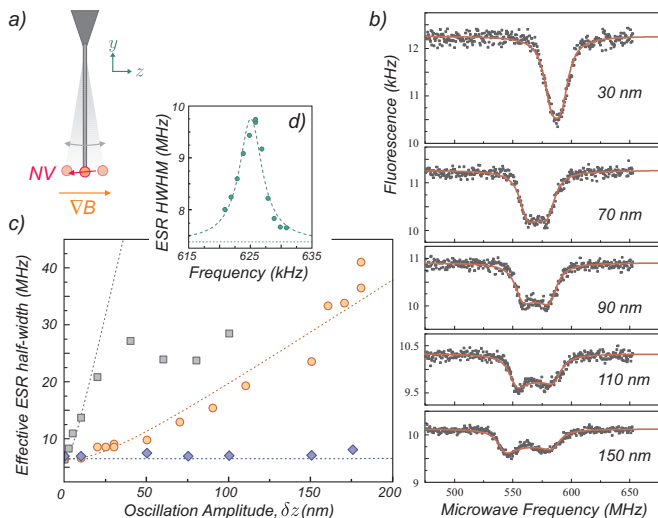 a)
y
z
NV
∇B
b)
Fluorescence (kHz)
12
11
10
30 nm
11
10
70 nm
11
10
90 nm
10.5
9.5
110 nm
10
9
150 nm
475
500
550
600
650
Microwave Frequency (MHz)
c)
Effective ESR half-width (MHz)
40
30
20
10
0
50
100
150
200
Oscillation Amplitude, δz (nm)
d)
ESR HWHM (MHz)
10
9
8
615
625
635
Frequency (kHz)